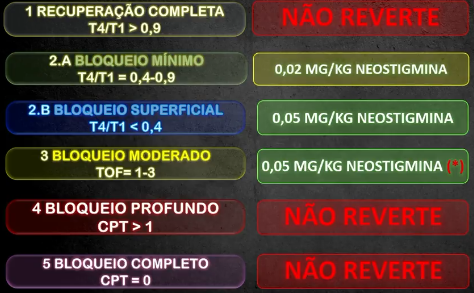 1 RECUPERAÇÃO COMPLETA
T4/T1 > 0,9
NÃO REVERTE
2.A BLOQUEIO MÍNIMO
T4/T1 = 0,4-0,9
0,02 MG/KG NEOSTIGMINA
2.B BLOQUEIO SUPERFICIAL
T4/T1 < 0,4
0,05 MG/KG NEOSTIGMINA
3 BLOQUEIO MODERADO
TOF= 1-3
0,05 MG/KG NEOSTIGMINA (*)
4 BLOQUEIO PROFUNDO
CPT > 1
NÃO REVERTE
5 BLOQUEIO COMPLETO
CPT = 0
NÃO REVERTE